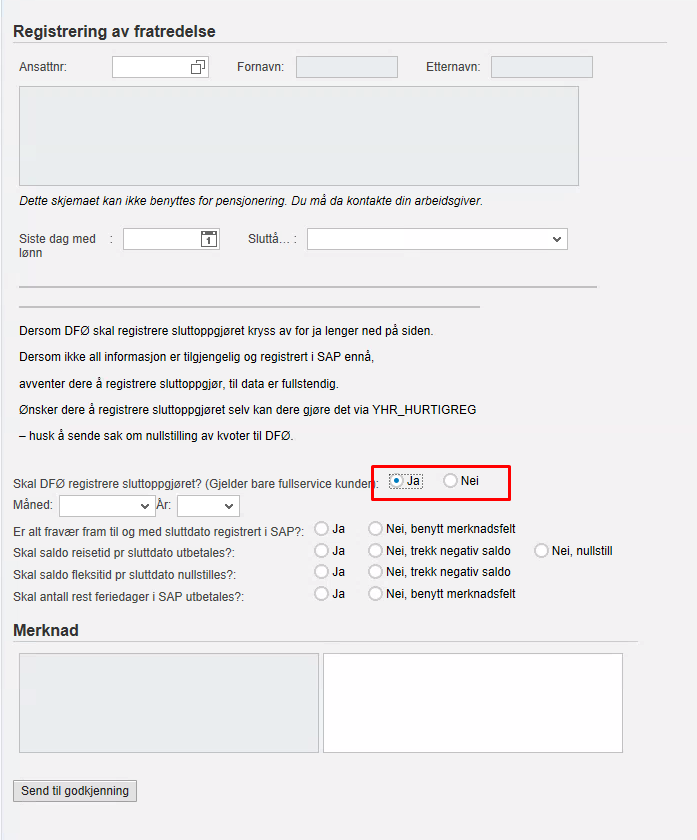 Registrering av fratredelse
Ansattnr: Fornavn: Etternavn:
Dette skjemaet kan ikke benyttes for pensjonering. Du må da kontakte din arbeidsgiver.
Siste dag med lønn : 1 Sluttå... :
Dersom DFØ skal registrere sluttoppgjøret kryss av for ja lenger ned på siden.
Dersom ikke all informasjon er tilgjengelig og registrert i SAP ennå,
avventer dere å registrere sluttoppgjør, til data er fullstendig.
Ønsker dere å registrere sluttoppgjøret selv kan dere gjøre det via YHR_HURTIGREG
– husk å sende sak om nullstilling av kvoter til DFØ.
Skal DFØ registrere sluttoppgjøret? (Gjelder bare fullservice kunden: Ja Nei
Måned: År:
Er alt fravær fram til og med sluttdato registrert i SAP?: Ja Nei, benytt merknadsfelt
Skal saldo reisetid pr sluttdato utbetales?: Ja Nei, trekk negativ saldo Nei, nullstill
Skal saldo fleksitid pr sluttdato nullstilles?: Ja Nei, trekk negativ saldo
Skal antall rest feriedager i SAP utbetales?: Ja Nei, benytt merknadsfelt
Merknad
Send til godkjenning